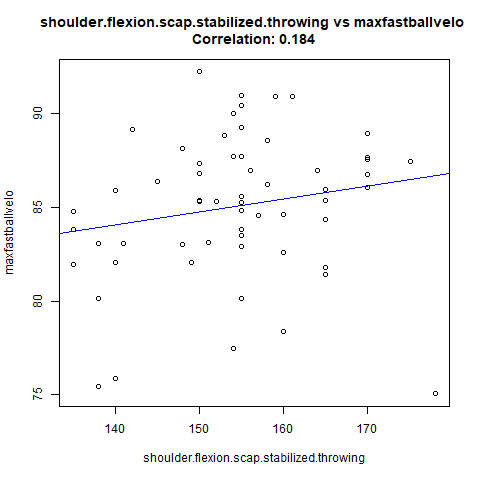 shoulder.flexion.scap.stabilized.throwing vs maxfastballvelo
Correlation: 0.184
maxfastballvelo
90
85
80
75
140 150 160 170
shoulder.flexion.scap.stabilized.throwing